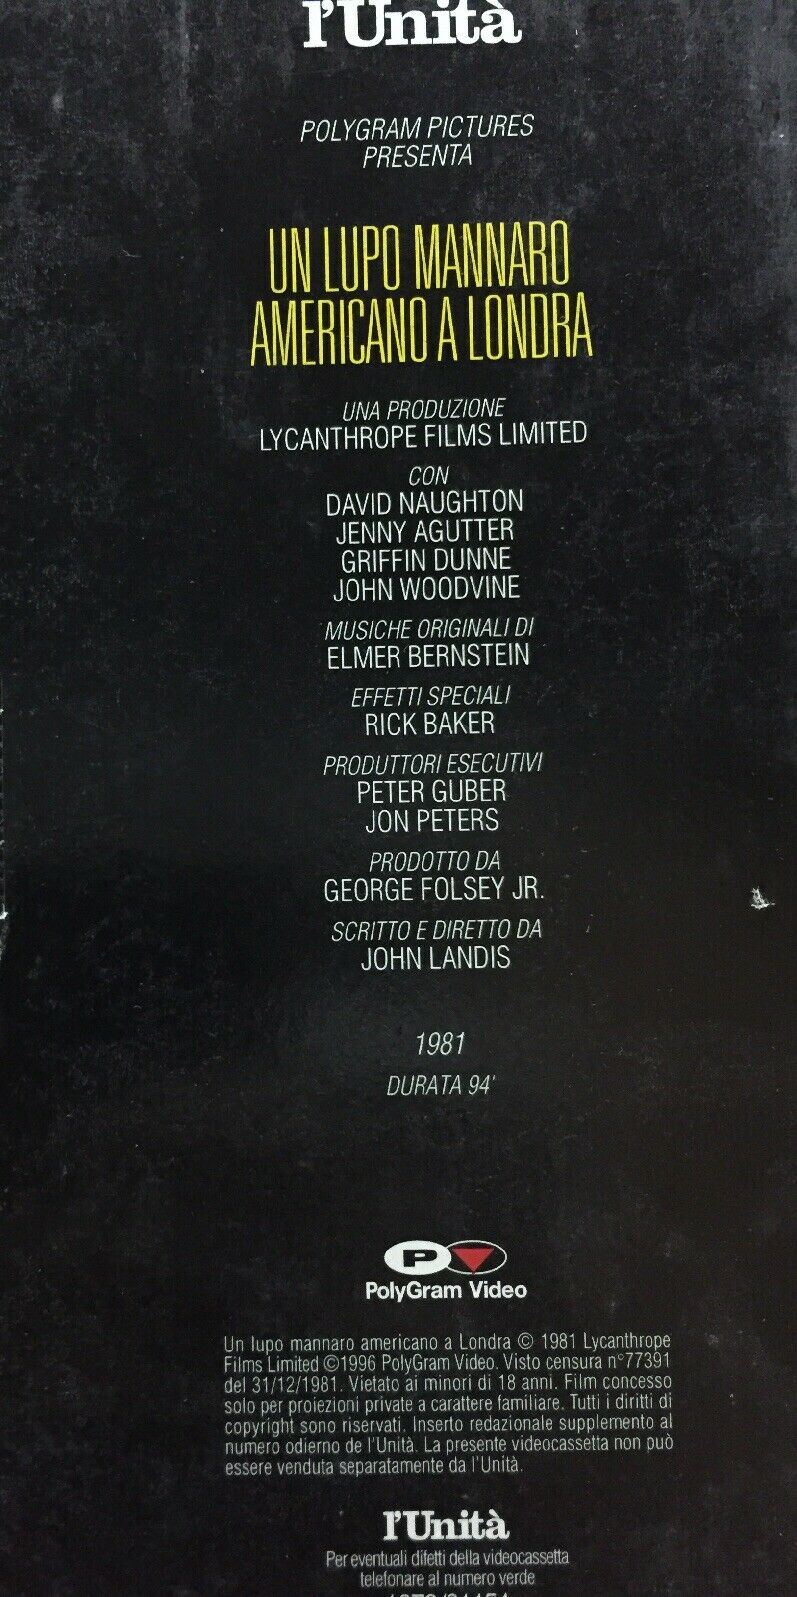 l'Unità
POLYGRAM PICTURES
PRESENTA
UN LUPO MANNARO
AMERICANO A LONDRA
UNA PRODUZIONE
LYCANTHROPE FILMS LIMITED
CON
DAVID NAUGHTON
JENNY AGUTTER
GRIFFIN DUNNE
JOHN WOODVINE
MUSICHE ORIGINALI DI
ELMER BERNSTEIN
EFFETTI SPECIALI
RICK BAKER
PRODUTTORI ESECUTIVI
PETER GUBER
JON PETERS
PRODOTTO DA
GEORGE FOLSEY JR.
SCRITTO E DIRETTO DA
JOHN LANDIS
1981
DURATA 94'
P
PolyGram Video
Un lupo mannaro americano a Londra © 1981 Lycanthrope
Films Limited ©1996 PolyGram Video. Visto censura n°77391
del 31/12/1981. Vietato ai minori di 18 anni. Film concesso
solo per proiezioni private a carattere familiare. Tutti i diritti di
copyright sono riservati. Inserto redazionale supplemento al
numero odierno de l'Unità. La presente videocassetta non può
essere venduta separatamente da l'Unità.
l'Unità
Per eventuali difetti della videocassetta
telefonare al numero verde